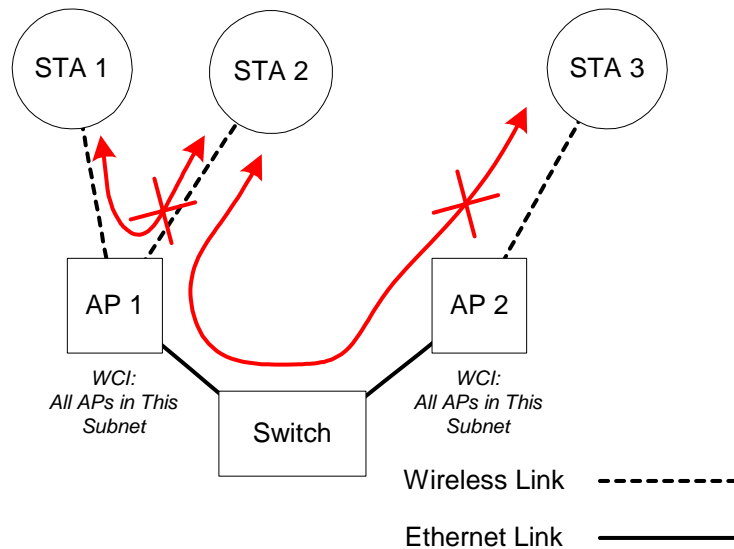 STA 1
STA 2
STA 3
AP 1
AP 2
WCI:
All APs in This
Subnet
WCI:
All APs in This
Subnet
Switch
Wireless Link
Ethernet Link